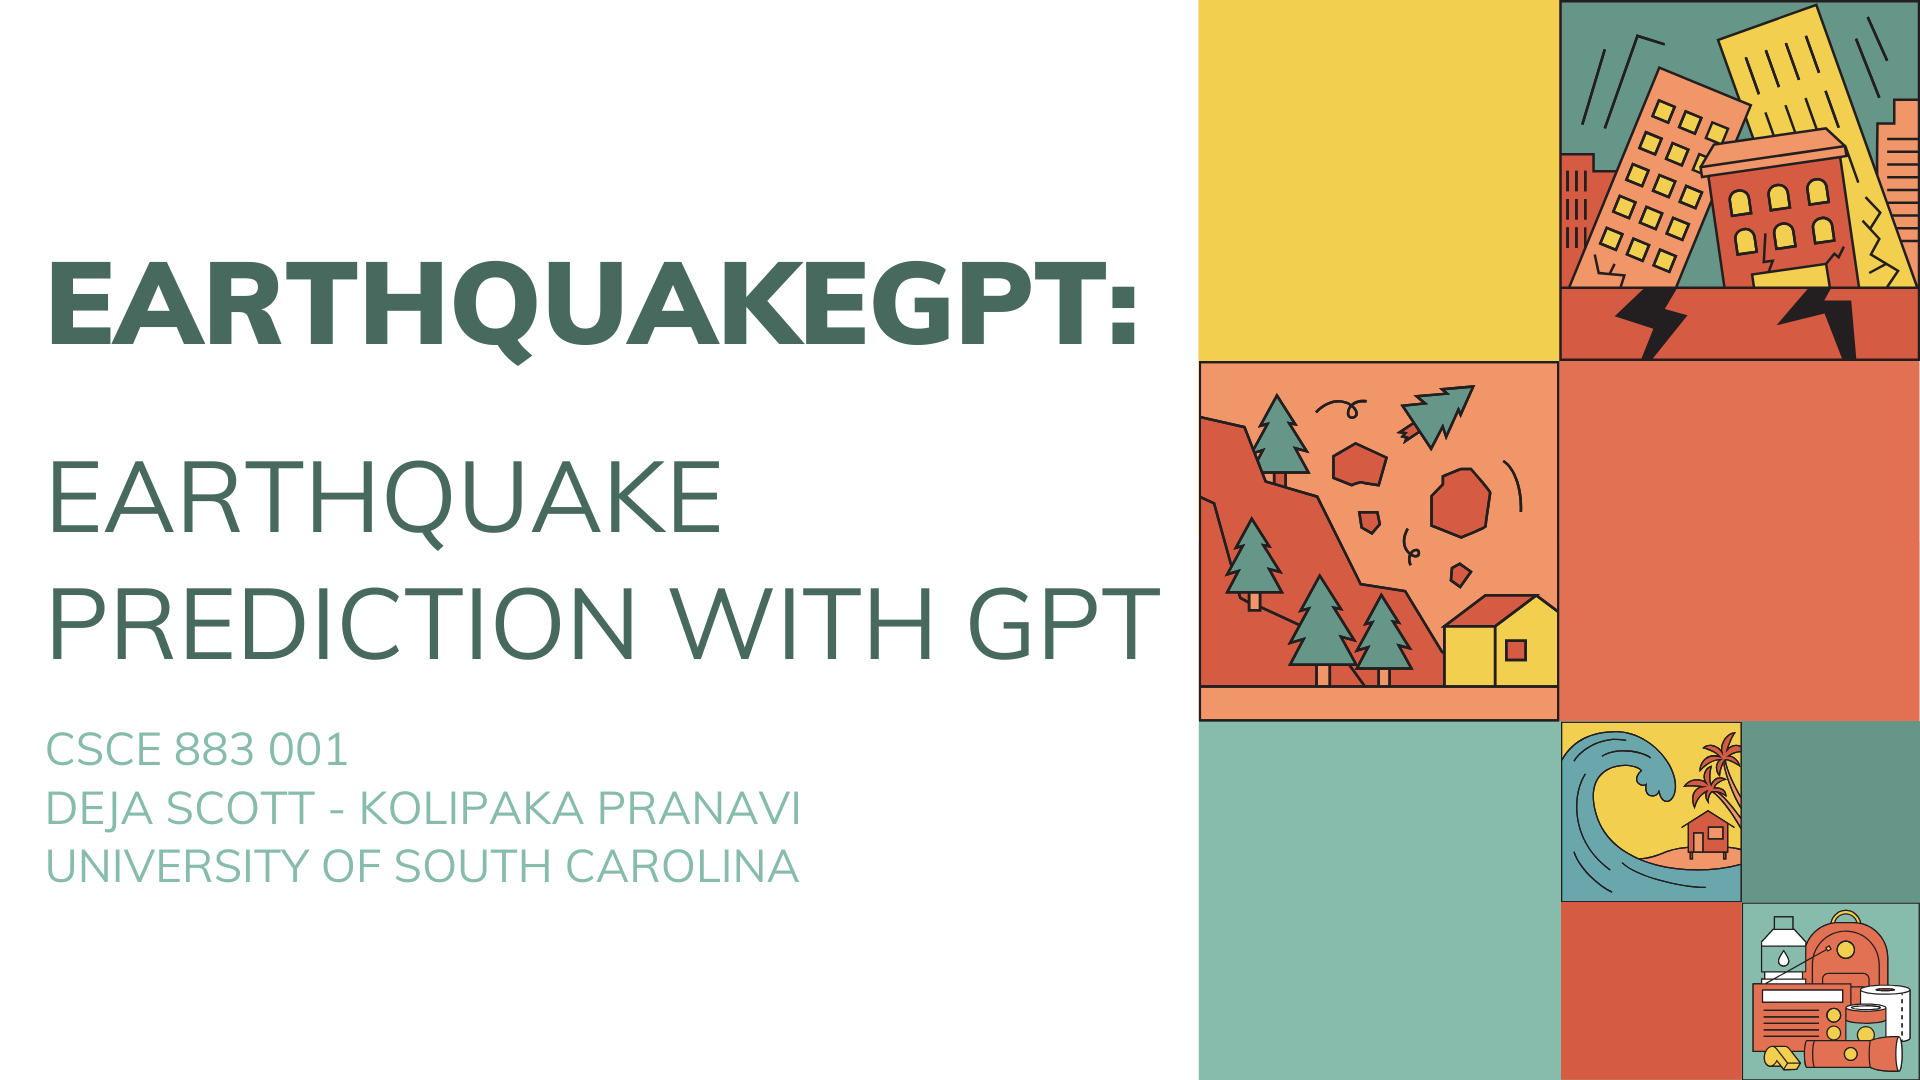 EARTHQUAKEGPT:
EARTHQUAKE
PREDICTION WITH GPT
CSCE 883 001
DEJA SCOTT - KOLIPAKA PRANAVI
UNIVERSITY OF SOUTH CAROLINA